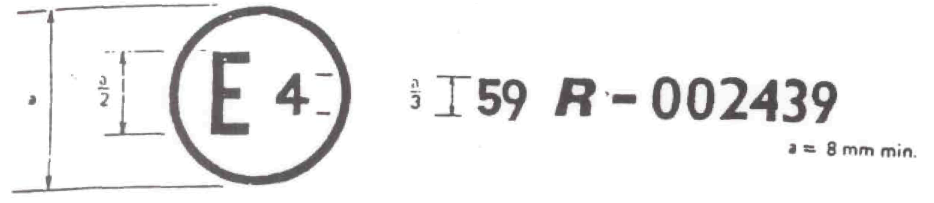 a
a/2
E 4
a/3
59 R - 002439
a = 8 mm min.